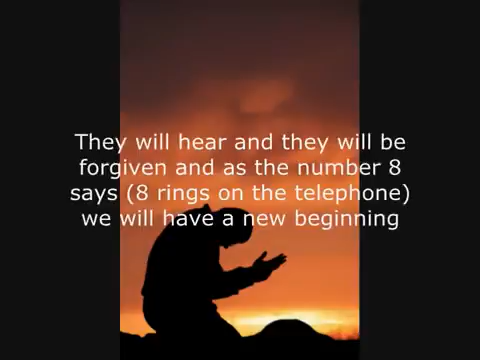 They will hear and they will be
forgiven and as the number 8
says (8 rings on the telephone)
we will have a new beginning